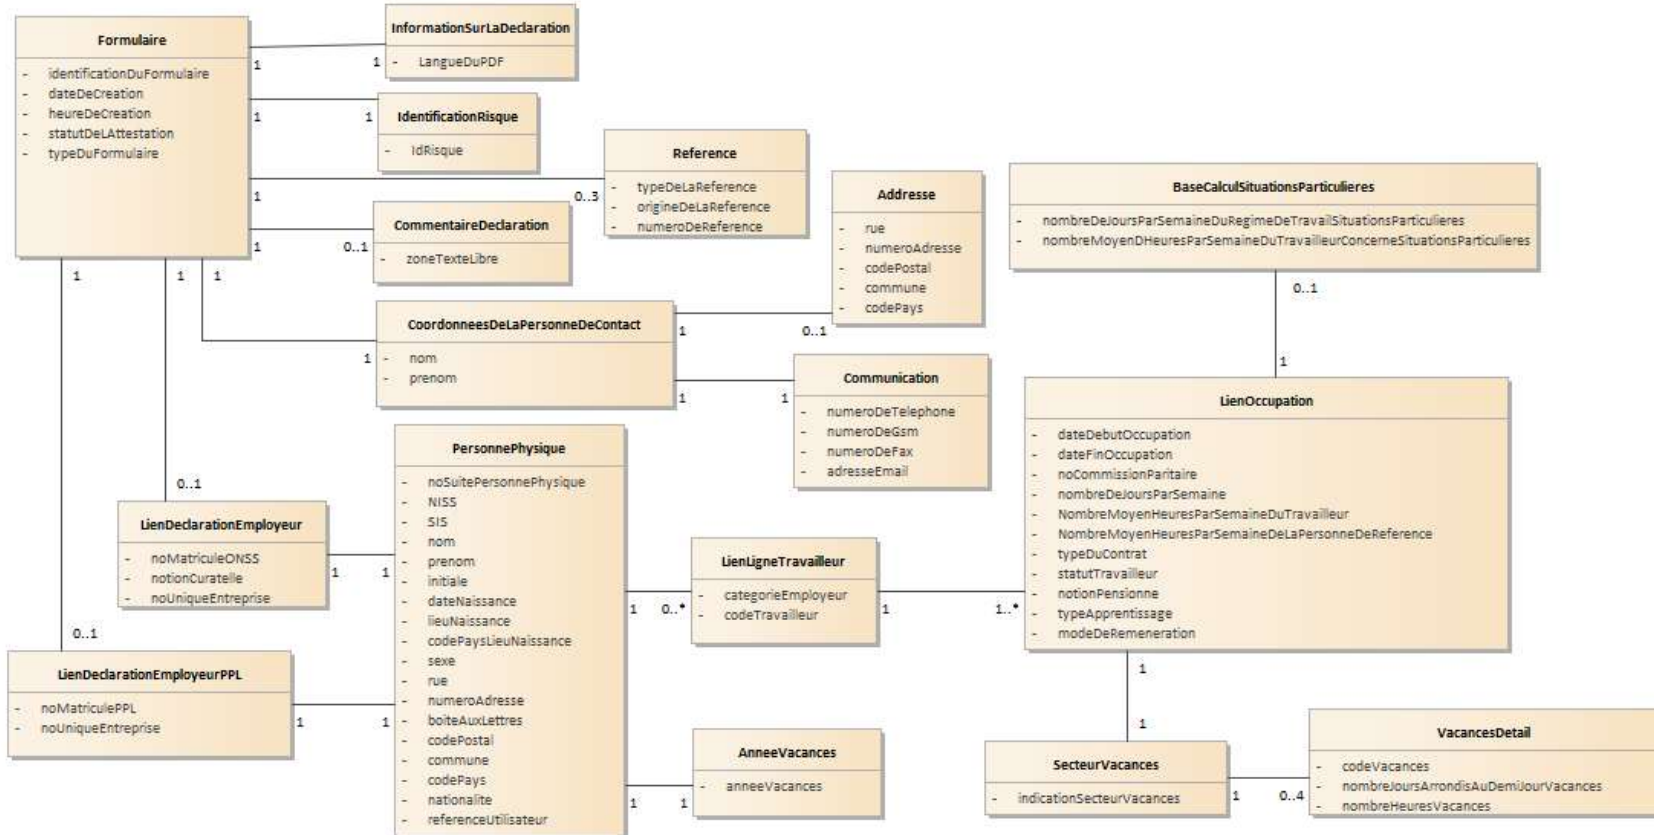 Formulaire
- identificationDuFormulaire
- dateDeCreation
- heureDeCreation
- statutDeLAttestation
- typeDuFormulaire
1
1
InformationSurLaDeclaration
- LangueDuPDF
1
1
IdentificationRisque
- IdRisque
1
0..3
Reference
- typeDeLaReference
- origineDeLaReference
- numeroDeReference
1
0..1
CommentaireDeclaration
- zoneTexteLibre
1
1
1
1
CoordonneesDeLaPersonneDeContact
- nom
- prenom
1
0..1
Addresse
- rue
- numeroAdresse
- codePostal
- commune
- codePays
1
1
Communication
- numeroDeTelephone
- numeroDeGsm
- numeroDeFax
- adresseEmail
BaseCalculSituationsParticulieres
- nombreDeJoursParSemaineDuRegimeDeTravailSituationsParticulieres
- nombreMoyenDHeuresParSemaineDuTravailleurConcerneSituationsParticulieres
0..1
1
LienOccupation
- dateDebutOccupation
- dateFinOccupation
- noCommissionParitaire
- nombreDeJoursParSemaine
- NombreMoyenHeuresParSemaineDuTravailleur
- NombreMoyenHeuresParSemaineDeLaPersonneDeReference
- typeDuContrat
- statutTravailleur
- notionPensionne
- typeApprentissage
- modeDeRemeneration
0..1
LienDeclarationEmployeur
- noMatriculeONSS
- notionCuratelle
- noUniqueEntreprise
1
1
0..1
LienDeclarationEmployeurPPL
- noMatriculePPL
- noUniqueEntreprise
1
1
PersonnePhysique
- noSuitePersonnePhysique
- NISS
- SIS
- nom
- prenom
- initiale
- dateNaissance
- lieuNaissance
- codePaysLieuNaissance
- sexe
- rue
- numeroAdresse
- boiteAuxLettres
- codePostal
- commune
- codePays
- nationalite
- referenceUtilisateur
1
0..*
LienLigneTravailleur
- categorieEmployeur
- codeTravailleur
1
1..*
1
1
AnneeVacances
- anneeVacances
1
1
SecteurVacances
- indicationSecteurVacances
1
0..4
VacancesDetail
- codeVacances
- nombreJoursArrondisAuDemiJourVacances
- nombreHeuresVacances